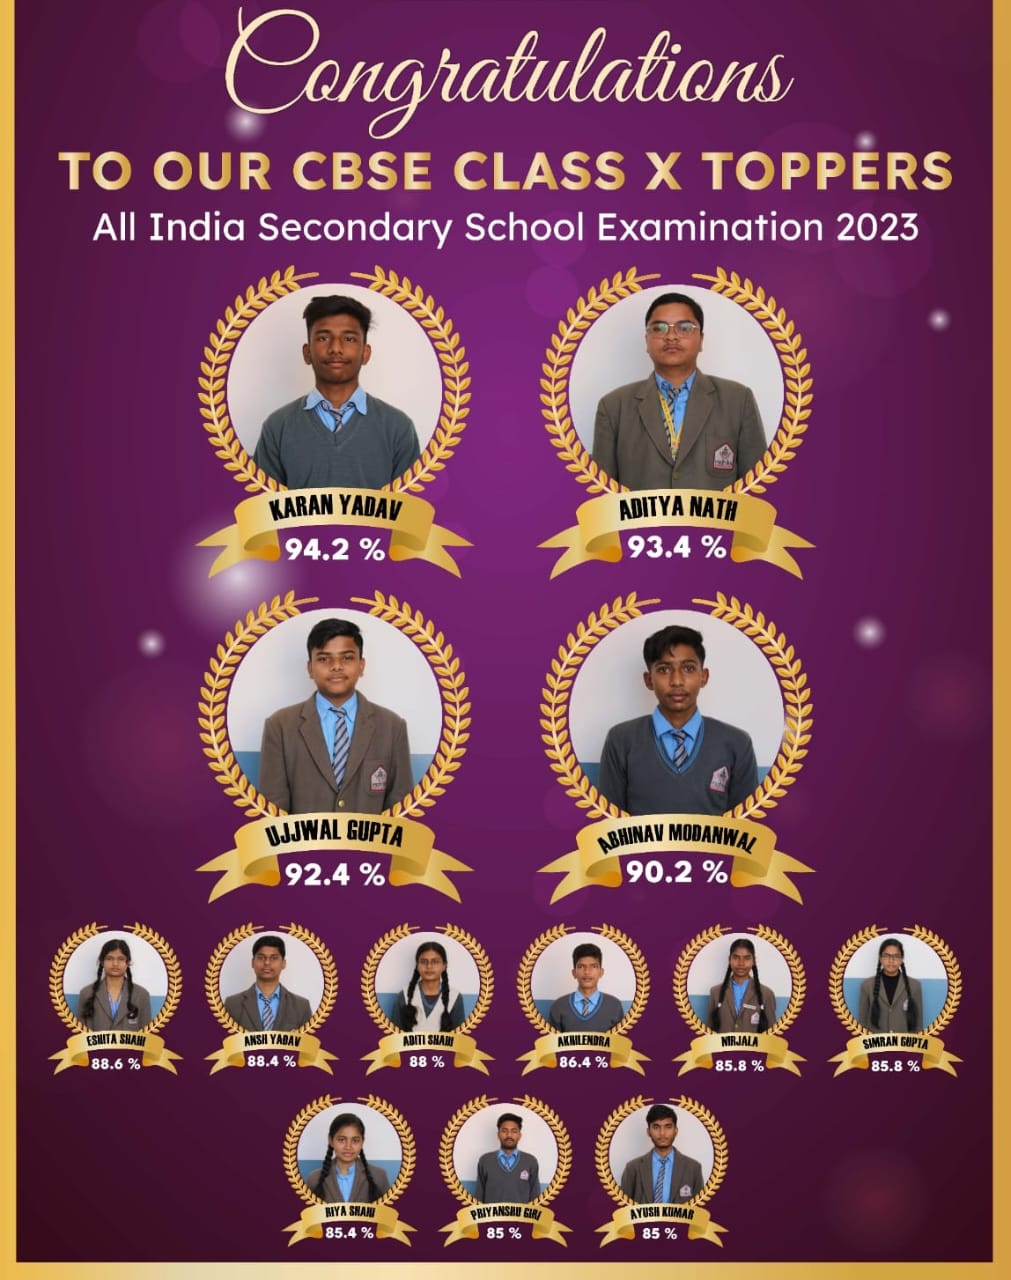 Congratulations
TO OUR CBSE CLASS X TOPPERS
All India Secondary School Examination 2023
KARAN YADAV
94.2 %
ADITYA NATH
93.4 %
UJJWAL GUPTA
92.4 %
ABHINAV MODANWAL
90.2 %
ESHITA SHAHI
88.6 %
ANSH YADAV
88.4 %
ADITI SHAHI
88 %
AKHILENDRA
86.4 %
NIRJALA
85.8 %
SIMRAN GUPTA
85.8 %
RIYA SHAHI
85.4 %
PRIYANSHU GIRI
85 %
AYUSH KUMAR
85 %